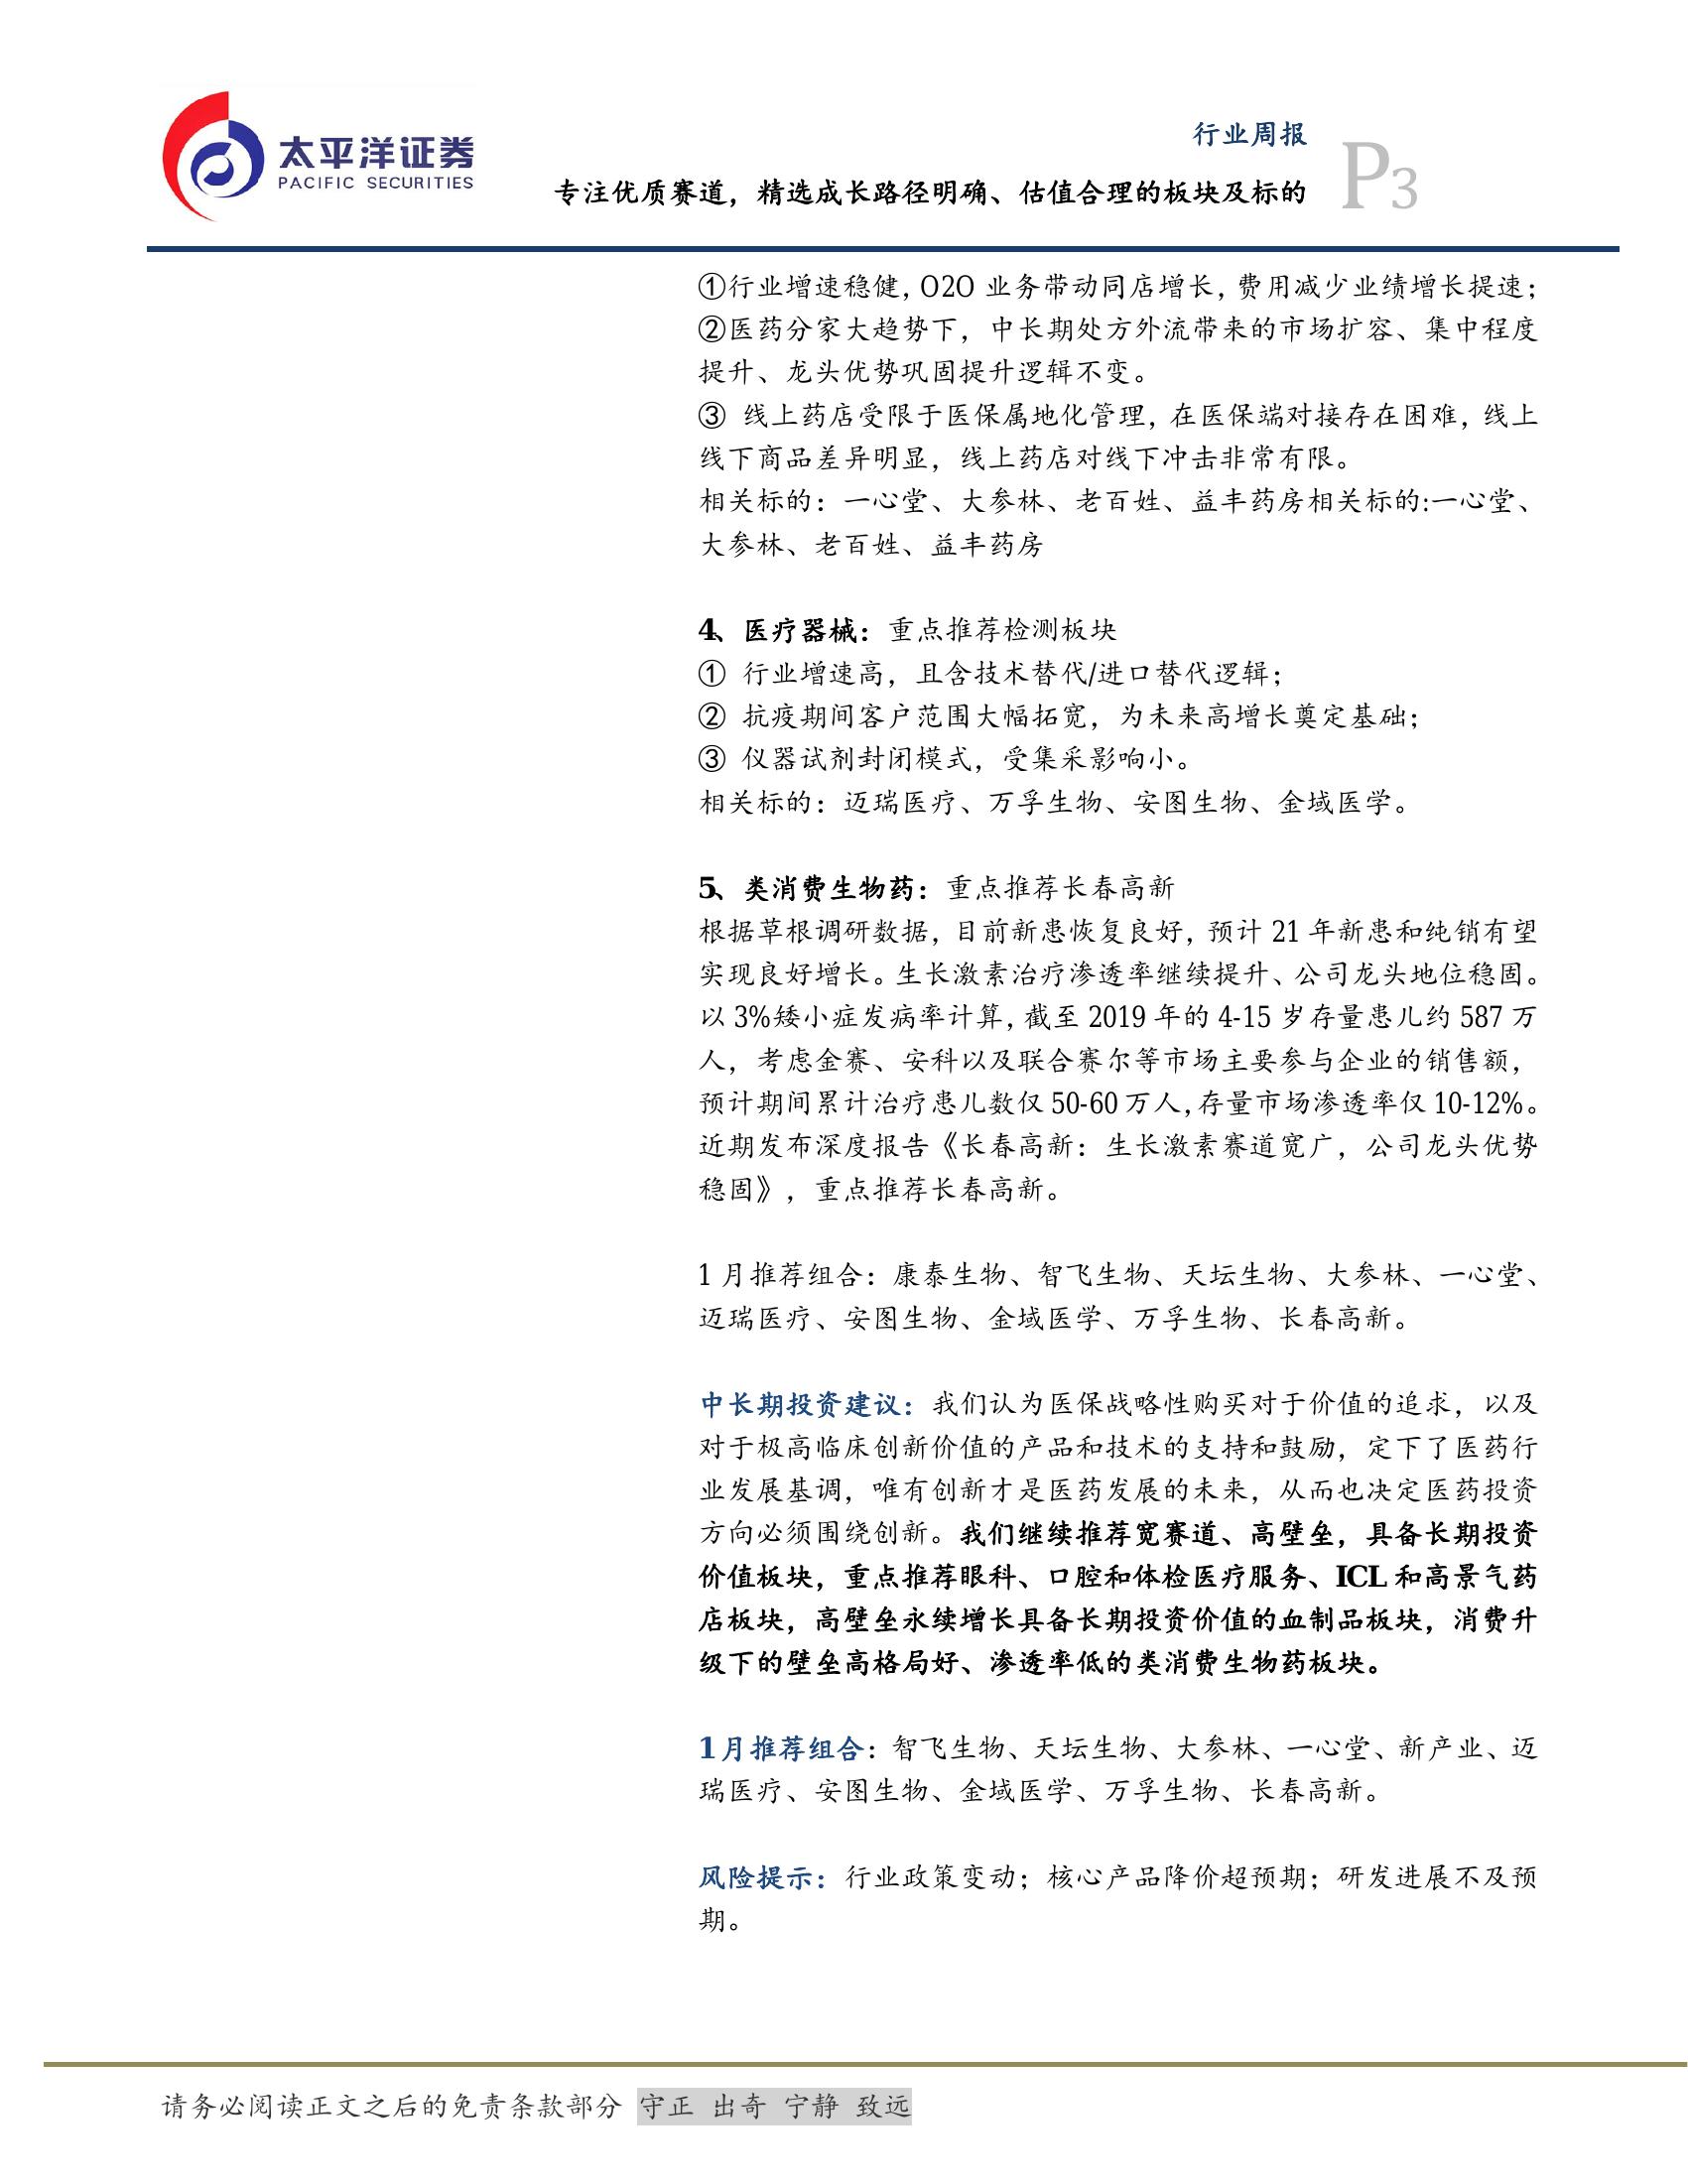 太平洋证券
PACIFIC SECURITIES
行业周报
专注优质赛道，精选成长路径明确、估值合理的板块及标的
P3
①行业增速稳健，O2O 业务带动同店增长，费用减少业绩增长提速；
②医药分家大趋势下，中长期处方外流带来的市场扩容、集中程度
提升、龙头优势巩固提升逻辑不变。
③ 线上药店受限于医保属地化管理，在医保端对接存在困难，线上
线下商品差异明显，线上药店对线下冲击非常有限。
相关标的：一心堂、大参林、老百姓、益丰药房相关标的:一心堂、
大参林、老百姓、益丰药房
4、医疗器械：重点推荐检测板块
① 行业增速高，且含技术替代/进口替代逻辑；
② 抗疫期间客户范围大幅拓宽，为未来高增长奠定基础；
③ 仪器试剂封闭模式，受集采影响小。
相关标的：迈瑞医疗、万孚生物、安图生物、金域医学。
5、类消费生物药：重点推荐长春高新
根据草根调研数据，目前新患恢复良好，预计 21 年新患和纯销有望
实现良好增长。生长激素治疗渗透率继续提升、公司龙头地位稳固。
以 3%矮小症发病率计算，截至 2019 年的 4-15 岁存量患儿约 587 万
人，考虑金赛、安科以及联合赛尔等市场主要参与企业的销售额，
预计期间累计治疗患儿数仅 50-60 万人，存量市场渗透率仅 10-12%。
近期发布深度报告《长春高新：生长激素赛道宽广，公司龙头优势
稳固》，重点推荐长春高新。
1 月推荐组合：康泰生物、智飞生物、天坛生物、大参林、一心堂、
迈瑞医疗、安图生物、金域医学、万孚生物、长春高新。
中长期投资建议：我们认为医保战略性购买对于价值的追求，以及
对于极高临床创新价值的产品和技术的支持和鼓励，定下了医药行
业发展基调，唯有创新才是医药发展的未来，从而也决定医药投资
方向必须围绕创新。我们继续推荐宽赛道、高壁垒，具备长期投资
价值板块，重点推荐眼科、口腔和体检医疗服务、ICL 和高景气药
店板块，高壁垒永续增长具备长期投资价值的血制品板块，消费升
级下的壁垒高格局好、渗透率低的类消费生物药板块。
1 月推荐组合：智飞生物、天坛生物、大参林、一心堂、新产业、迈
瑞医疗、安图生物、金域医学、万孚生物、长春高新。
风险提示：行业政策变动；核心产品降价超预期；研发进展不及预
期。
请务必阅读正文之后的免责条款部分 守正 出奇 宁静 致远